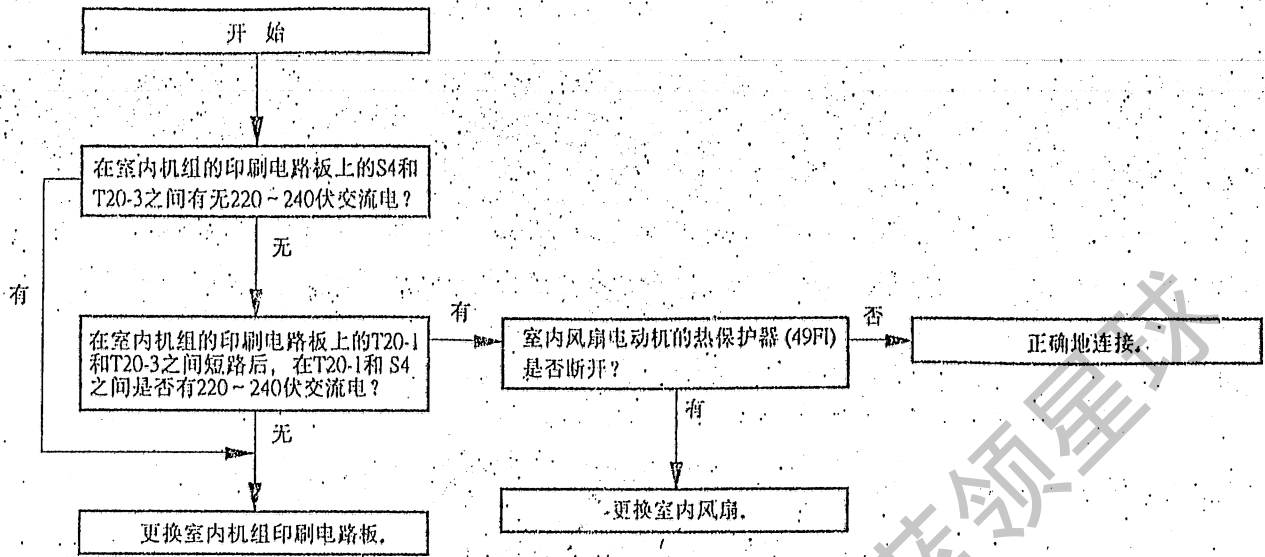 开 始
在室内机组的印刷电路板上的S4和
T20-3之间有无220~240伏交流电?
无
有
在室内机组的印刷电路板上的T20-1
和T20-3之间短路后, 在T20-1和 S4
之间是否有220~240伏交流电?
有
室内风扇电动机的热保护器 (49FI)
是否断开?
否
正确地连接.
无
有
更换室内机组印刷电路板.
更换室内风扇.
领星球